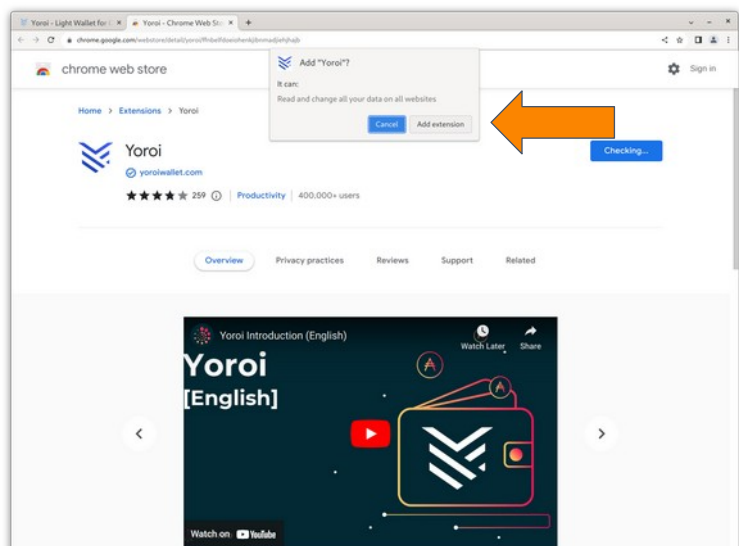 Yoroi - Light Wallet for C
Yoroi - Chrome Web Sto
chrome.google.com/webstore/detail/yoroi/ffnbelfdoeiohenkjibnmadjiehjhajb
chrome web store
Sign in
Add "Yoroi"?
It can:
Read and change all your data on all websites
Cancel
Add extension
Home > Extensions > Yoroi
Yoroi
Checking...
yoroiwallet.com
259
Productivity
400,000+ users
Overview
Privacy practices
Reviews
Support
Related
Yoroi Introduction (English)
Watch Later
Share
Yoroi
[English]
Watch on YouTube